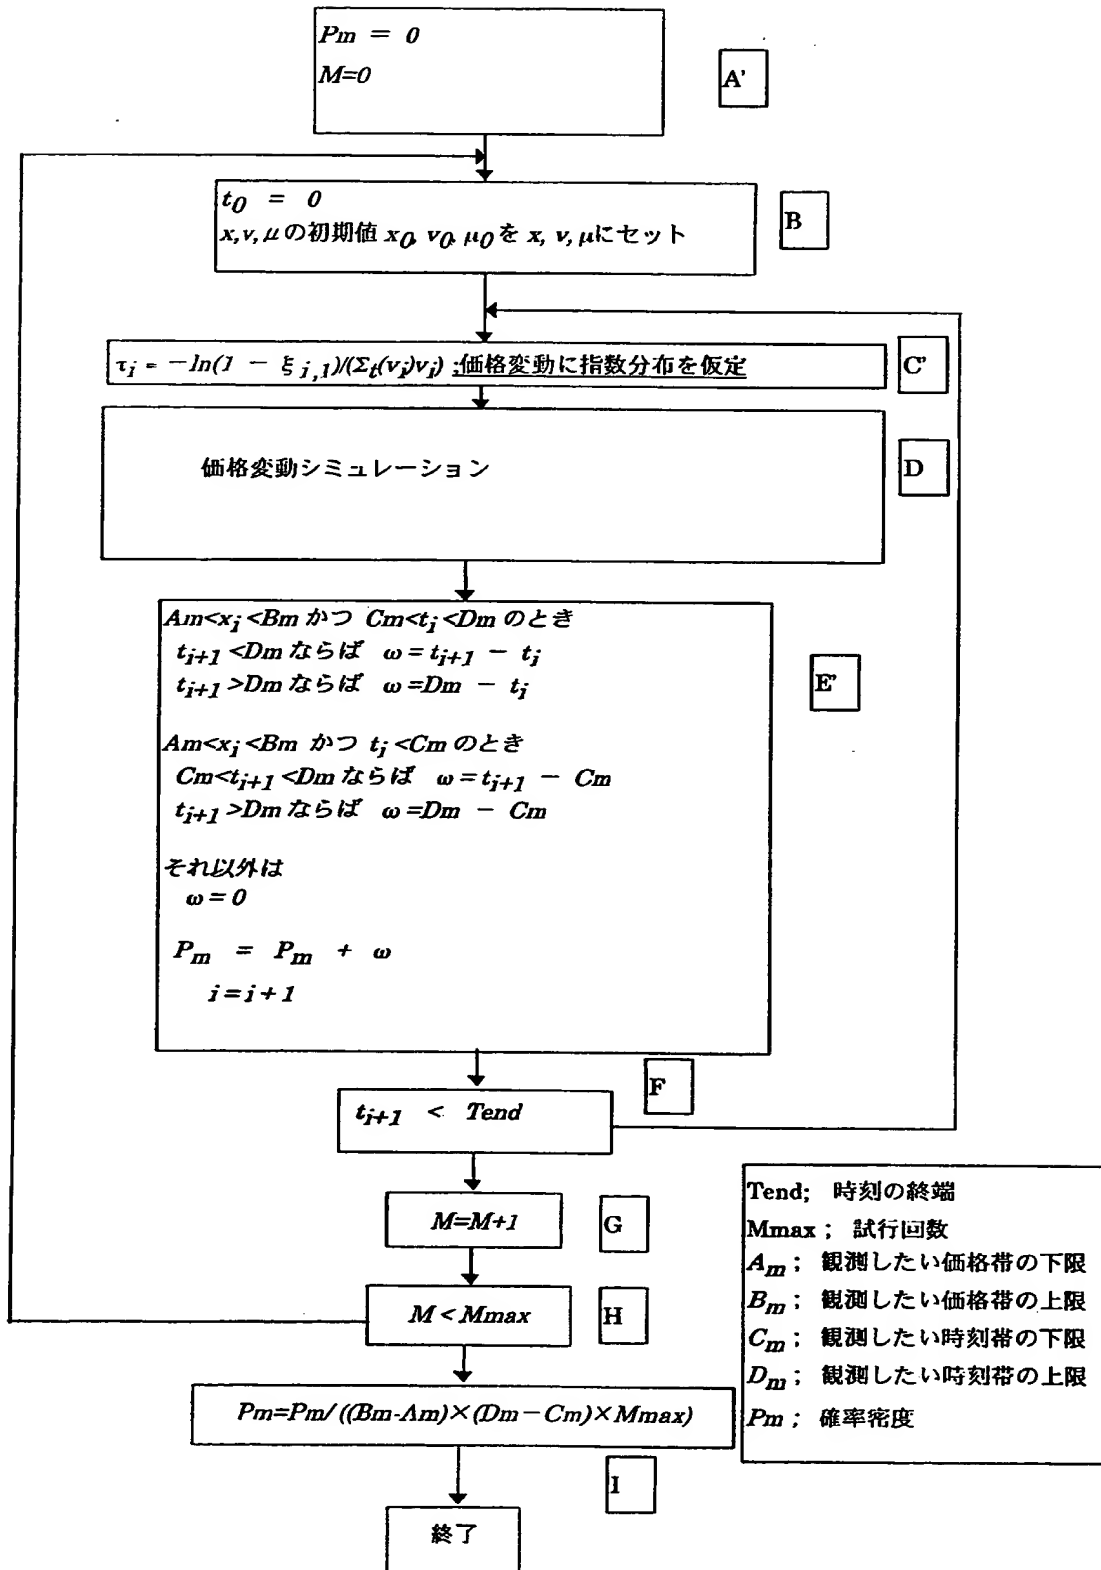 Pm = 0
M=0
A'
t0 = 0
x,v,μの初期値 x0, v0, μ0 を x, v, μにセット
B
τi = −ln(1 − ξi,1)/(Σt(vi)vi) ;価格変動に指数分布を仮定
C'
価格変動シミュレーション
D
Am<xi<Bm かつ Cm<ti<Dm のとき
ti+1<Dm ならば ω=ti+1 − ti
ti+1>Dm ならば ω=Dm − ti
E'
Am<xi<Bm かつ ti<Cm のとき
Cm<ti+1<Dm ならば ω=ti+1 − Cm
ti+1>Dm ならば ω=Dm − Cm
それ以外は
ω=0
Pm = Pm + ω
i=i+1
F
ti+1 < Tend
M=M+1
G
M<Mmax
H
Pm=Pm/((Bm-Am)×(Dm−Cm)×Mmax)
I
終了
Tend; 時刻の終端
Mmax; 試行回数
Am; 観測したい価格帯の下限
Bm; 観測したい価格帯の上限
Cm; 観測したい時刻帯の下限
Dm; 観測したい時刻帯の上限
Pm; 確率密度